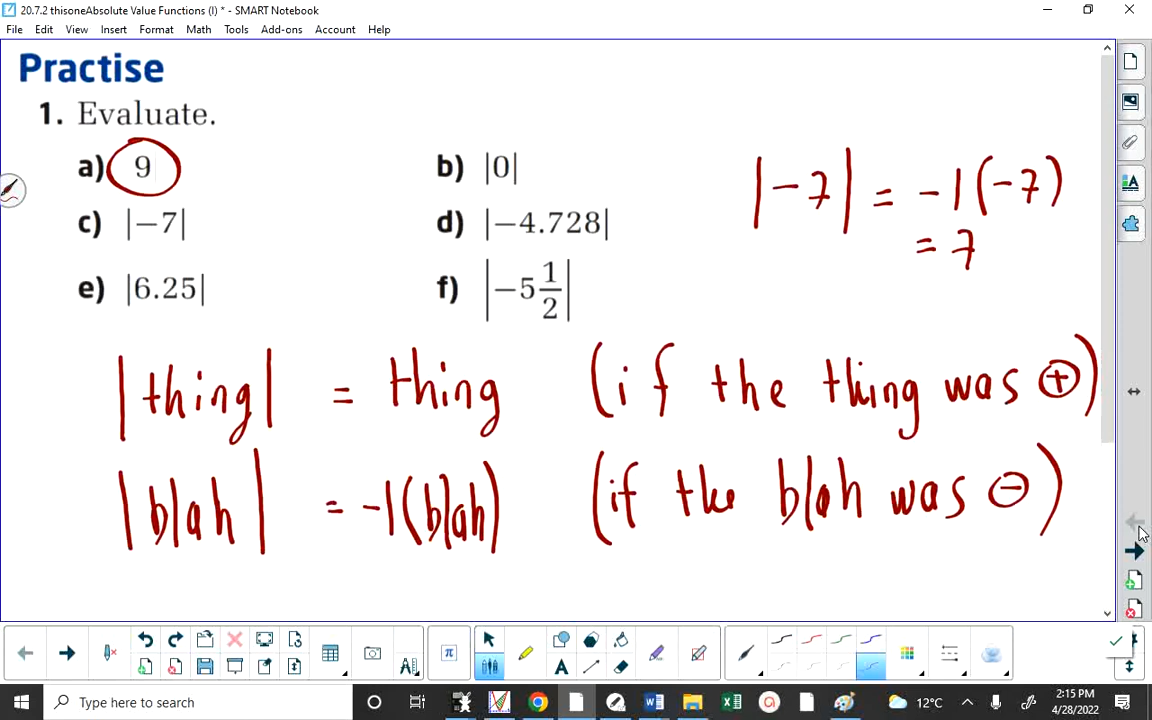 20.7.2 thisoneAbsolute Value Functions (I) * - SMART Notebook
File Edit View Insert Format Math Tools Add-ons Account Help
Practise
1. Evaluate.
a) 9
b) |0|
c) |−7|
d) |−4.728|
e) |6.25|
f) |−5 1/2|
|−7| = −1(−7)
= 7
|thing| = thing (if the thing was ⊕)
|blah| = −1(blah) (if the blah was ⊖)
π
A
Type here to search
12°C
2:15 PM
4/28/2022